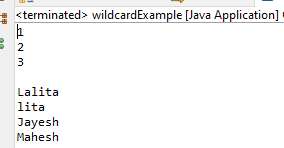 <terminated> wildcardExample [Java Application]
1
2
3
Lalita
lita
Jayesh
Mahesh